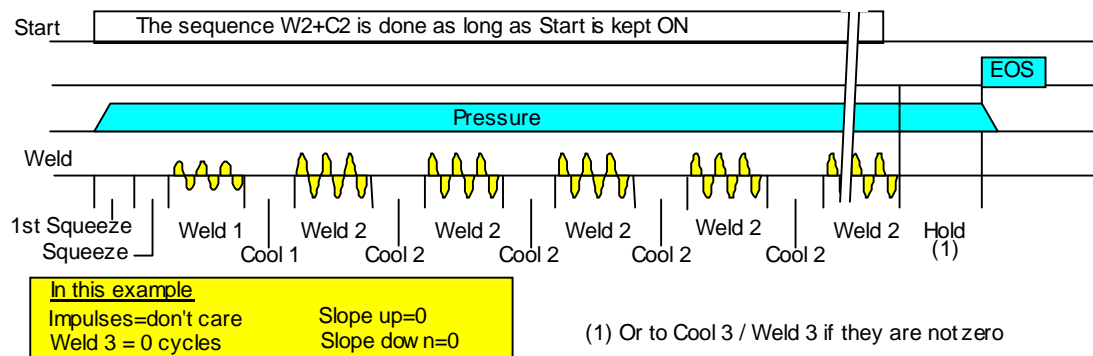 Start
The sequence W2+C2 is done as long as Start is kept ON
EOS
Pressure
Weld
1st Squeeze
Squeeze
Weld 1
Cool 1
Weld 2
Cool 2
Weld 2
Cool 2
Weld 2
Cool 2
Weld 2
Cool 2
Weld 2
Hold
(1)
In this example
Impulses=don't care
Slope up=0
Weld 3 = 0 cycles
Slope down=0
(1) Or to Cool 3 / Weld 3 if they are not zero